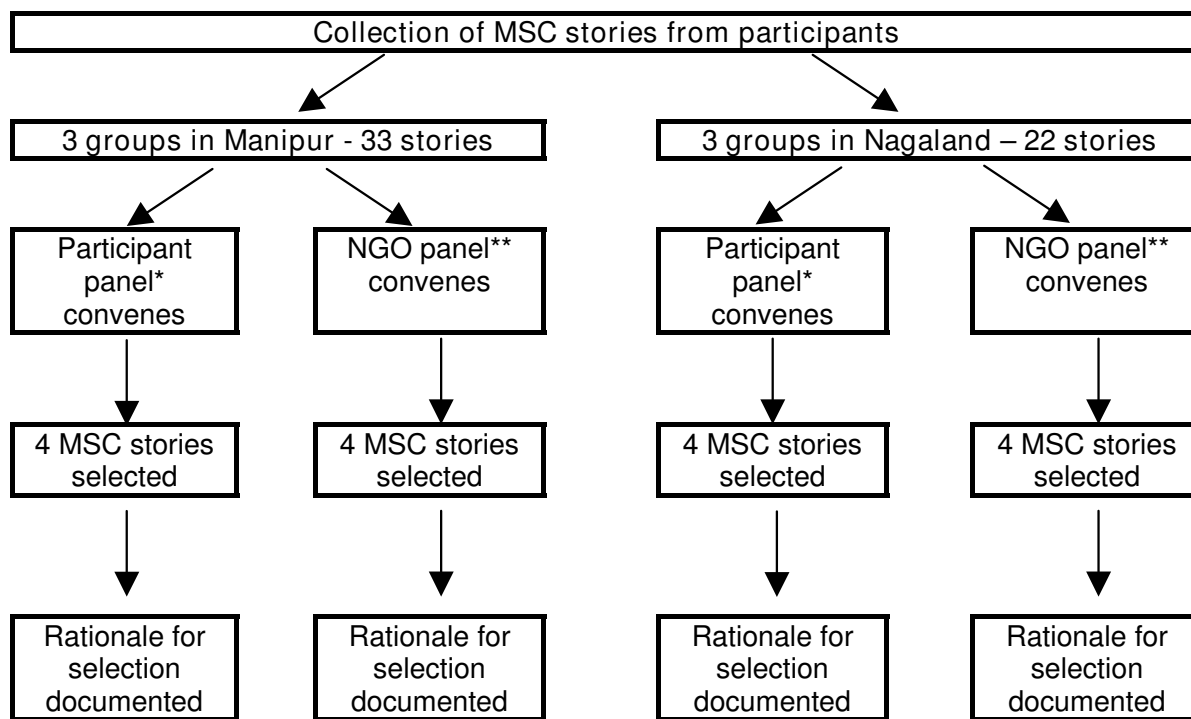 Collection of MSC stories from participants
3 groups in Manipur - 33 stories
3 groups in Nagaland – 22 stories
Participant
panel*
convenes
NGO panel**
convenes
Participant
panel*
convenes
NGO panel**
convenes
4 MSC stories
selected
4 MSC stories
selected
4 MSC stories
selected
4 MSC stories
selected
Rationale for
selection
documented
Rationale for
selection
documented
Rationale for
selection
documented
Rationale for
selection
documented